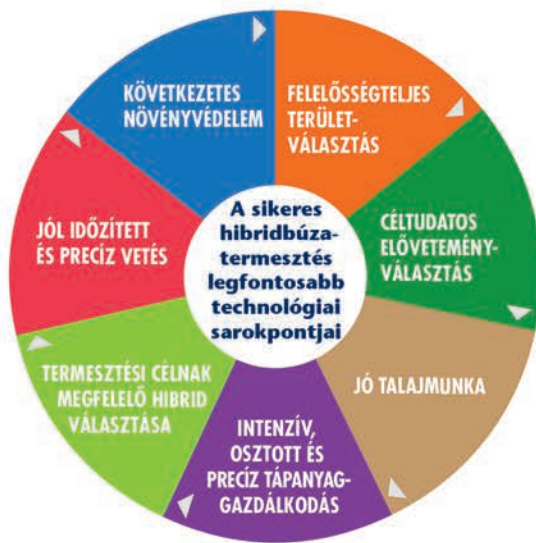 A sikeres
hibridbúza-
termesztés
legfontosabb
technológiai
sarokpontjai
FELELŐSSÉGTELJES
TERÜLET-
VÁLASZTÁS
CÉLTUDATOS
ELŐVETEMÉNY-
VÁLASZTÁS
JÓ TALAJMUNKA
INTENZÍV,
OSZTOTT ÉS
PRECÍZ TÁPANYAG-
GAZDÁLKODÁS
TERMESZTÉSI CÉLNAK
MEGFELELŐ HIBRID
VÁLASZTÁSA
JÓL IDŐZÍTETT
ÉS PRECÍZ VETÉS
KÖVETKEZETES
NÖVÉNYVÉDELEM